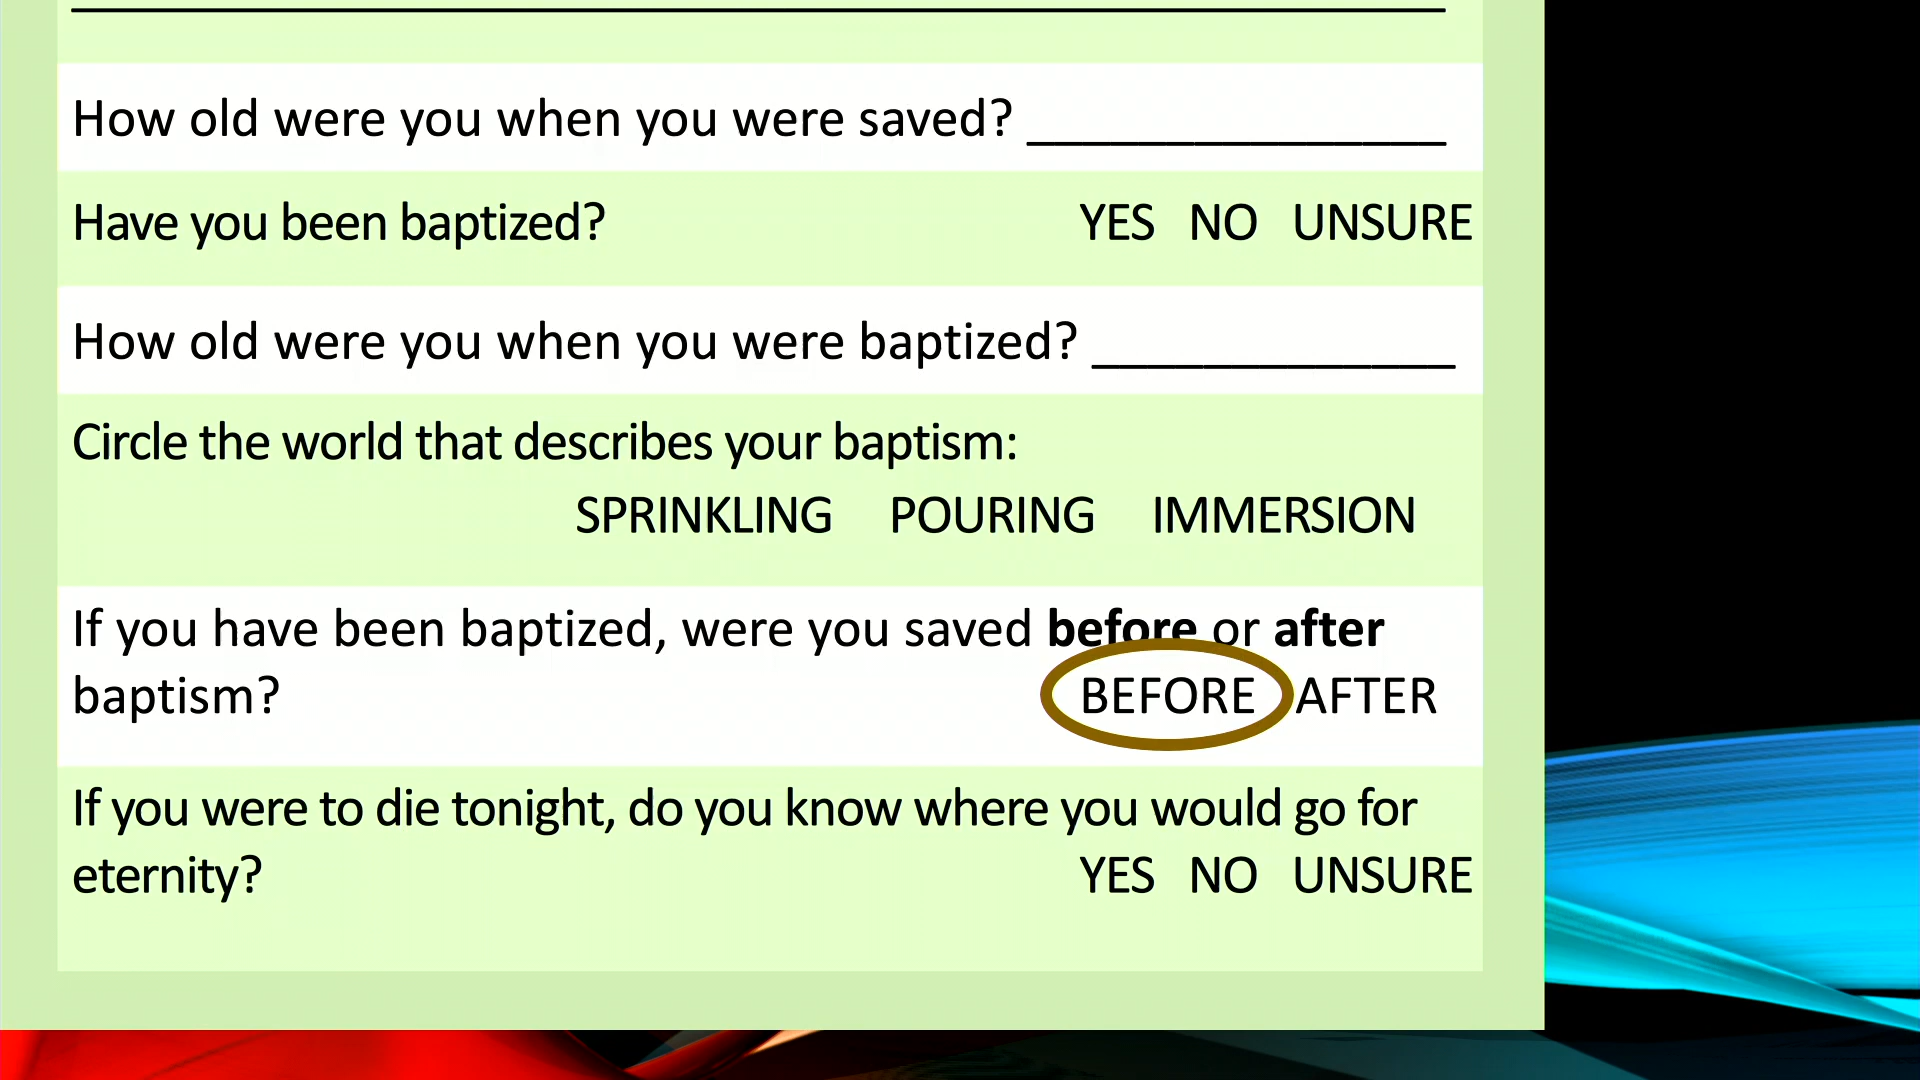 How old were you when you were saved? _______________
Have you been baptized? YES NO UNSURE
How old were you when you were baptized? _____________
Circle the world that describes your baptism:
SPRINKLING POURING IMMERSION
If you have been baptized, were you saved before or after
baptism? BEFORE AFTER
If you were to die tonight, do you know where you would go for
eternity? YES NO UNSURE